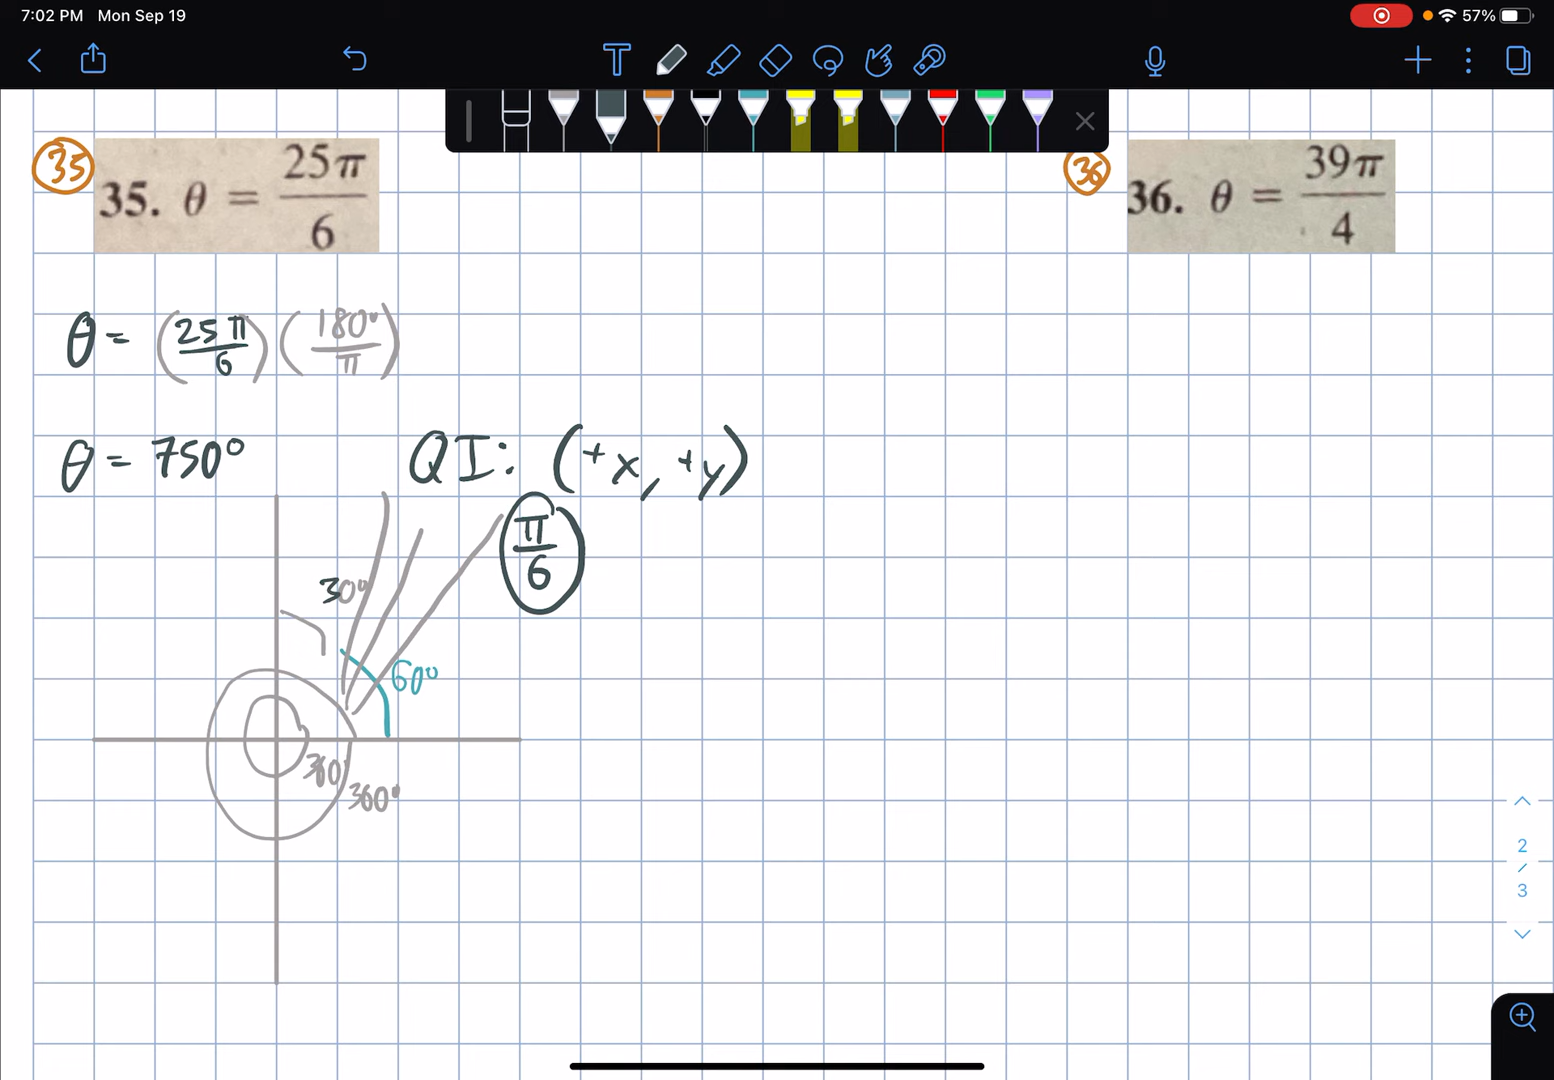 7:02 PM Mon Sep 19
57%
T
35
35. θ = 25π/6
36
36. θ = 39π/4
θ = (25π/6)(180°/π)
θ = 750°
QI: (+x, +y)
π/6
30°
60°
360°
360°
2
/
3